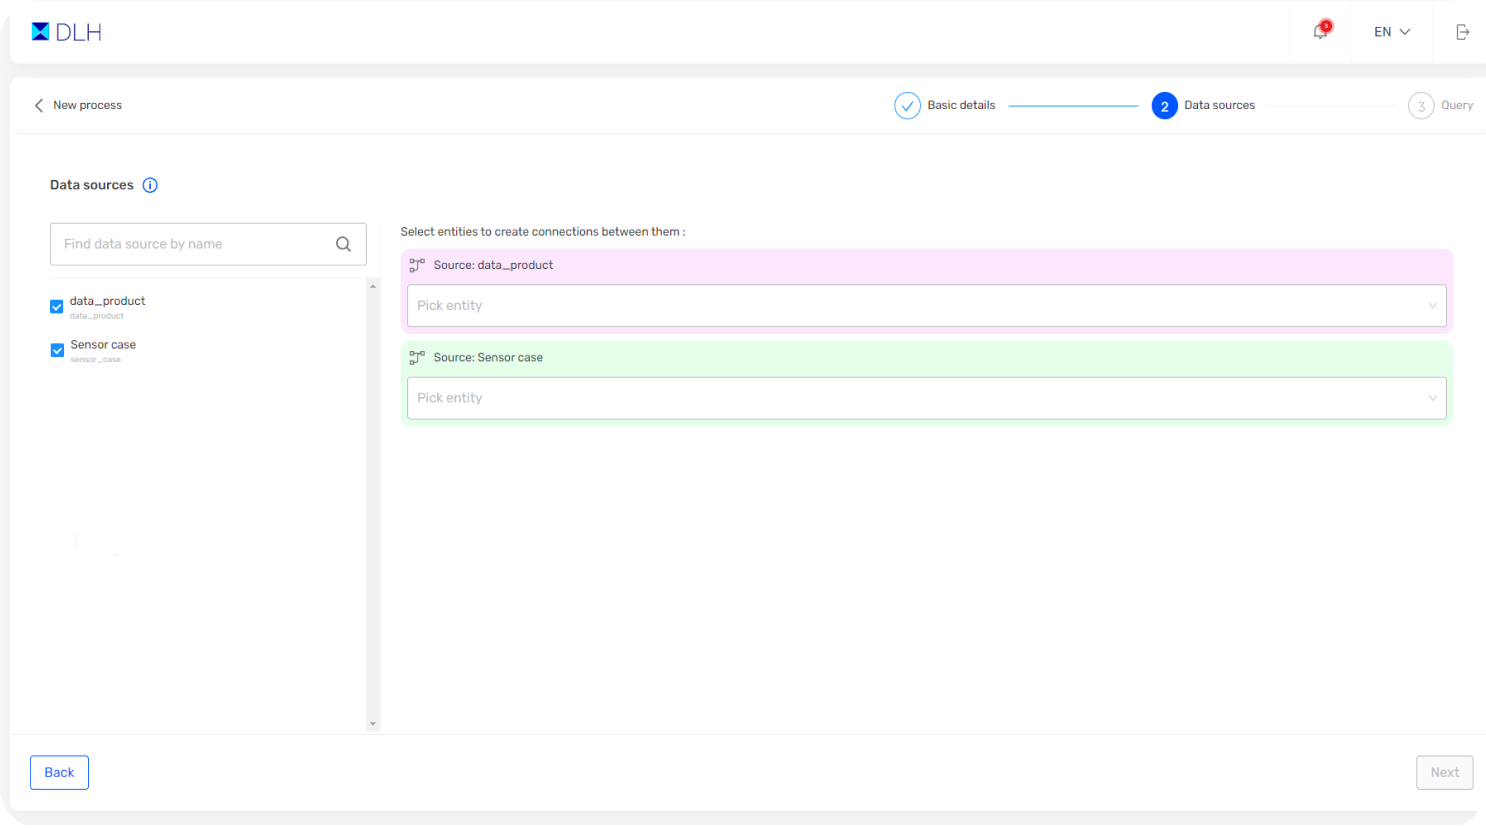 DLH
3
EN
New process
Basic details
2 Data sources
3 Query
Data sources
Find data source by name
data_product
data_product
Sensor case
sensor_case
Select entities to create connections between them :
Source: data_product
Pick entity
Source: Sensor case
Pick entity
Back
Next